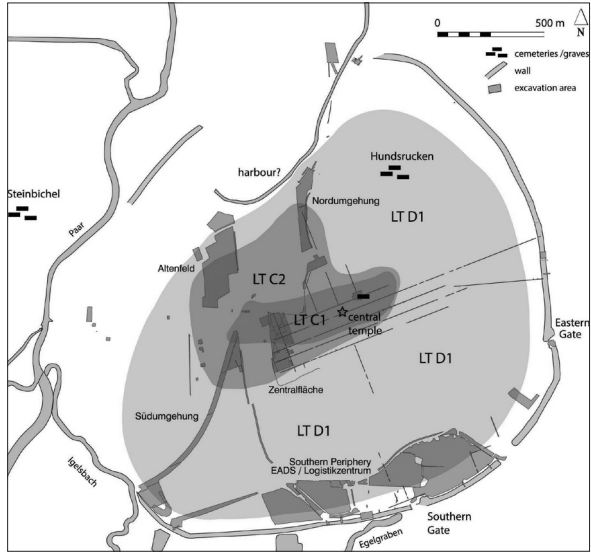 0 500 m
N
cemeteries /graves
wall
excavation area
harbour?
Hundsrucken
Steinbichel
Nordumgehung
LT D1
Paar
Altenfeld
LT C2
LT C1
central
temple
Eastern
Gate
LT D1
Zentralfläche
Südumgehung
LT D1
Southern Periphery
EADS / Logistikzentrum
Igelsbach
Southern
Gate
Egelgraben